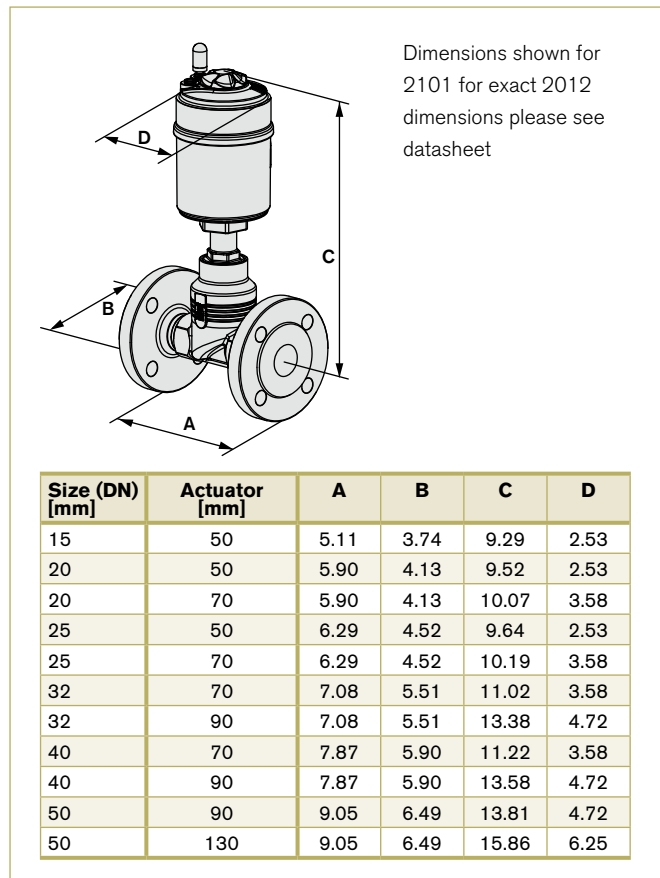 Dimensions shown for
2101 for exact 2012
dimensions please see
datasheet
D
C
B
A
Size (DN) [mm] Actuator [mm] A B C D
15 50 5.11 3.74 9.29 2.53
20 50 5.90 4.13 9.52 2.53
20 70 5.90 4.13 10.07 3.58
25 50 6.29 4.52 9.64 2.53
25 70 6.29 4.52 10.19 3.58
32 70 7.08 5.51 11.02 3.58
32 90 7.08 5.51 13.38 4.72
40 70 7.87 5.90 11.22 3.58
40 90 7.87 5.90 13.58 4.72
50 90 9.05 6.49 13.81 4.72
50 130 9.05 6.49 15.86 6.25